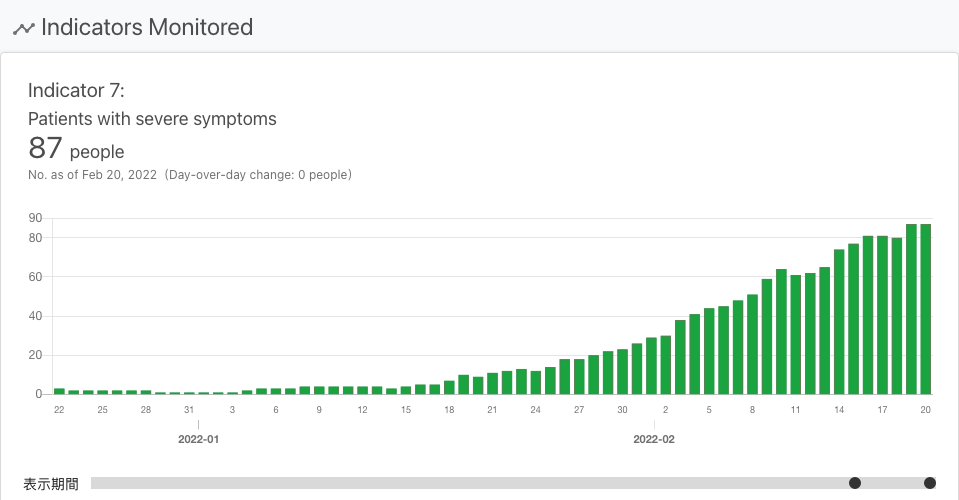 Indicators Monitored
Indicator 7:
Patients with severe symptoms
87 people
No. as of Feb 20, 2022 (Day-over-day change: 0 people)
90
80
60
40
20
0
22 25 28 31 3 6 9 12 15 18 21 24 27 30 2 5 8 11 14 17 20
2022-01 2022-02
表示期間